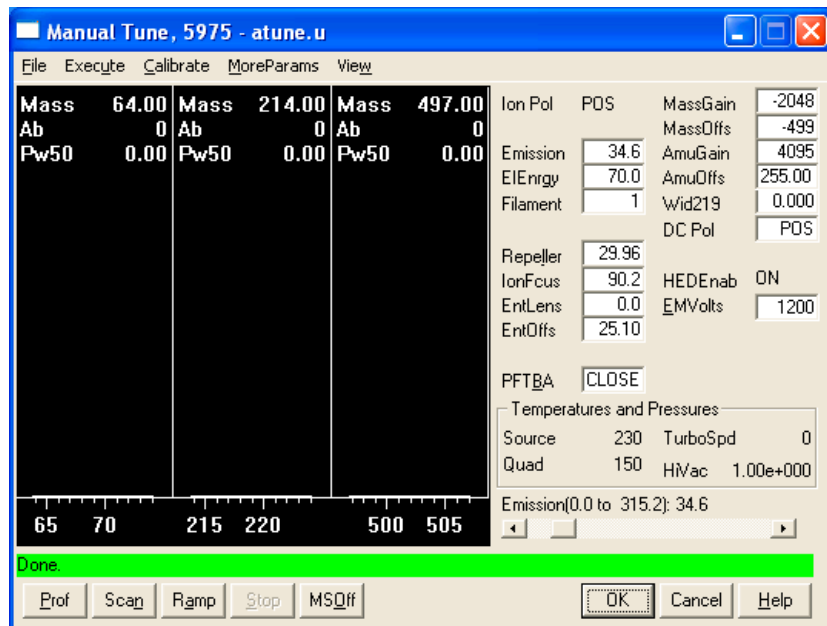 Manual Tune, 5975 - atune.u
File Execute Calibrate MoreParams View
Mass 64.00 Mass 214.00 Mass 497.00
Ab 0 Ab 0 Ab 0
Pw50 0.00 Pw50 0.00 Pw50 0.00
65 70 215 220 500 505
Ion Pol POS MassGain -2048
MassOffs -499
Emission 34.6 AmuGain 4095
ElEnrgy 70.0 AmuOffs 255.00
Filament 1 Wid219 0.000
DC Pol POS
Repeller 29.96
IonFcus 90.2 HEDEnab ON
EntLens 0.0 EMVolts 1200
EntOffs 25.10
PFTBA CLOSE
Temperatures and Pressures
Source 230 TurboSpd 0
Quad 150 HiVac 1.00e+000
Emission(0.0 to 315.2): 34.6
Done.
Prof Scan Ramp Stop MSOff OK Cancel Help